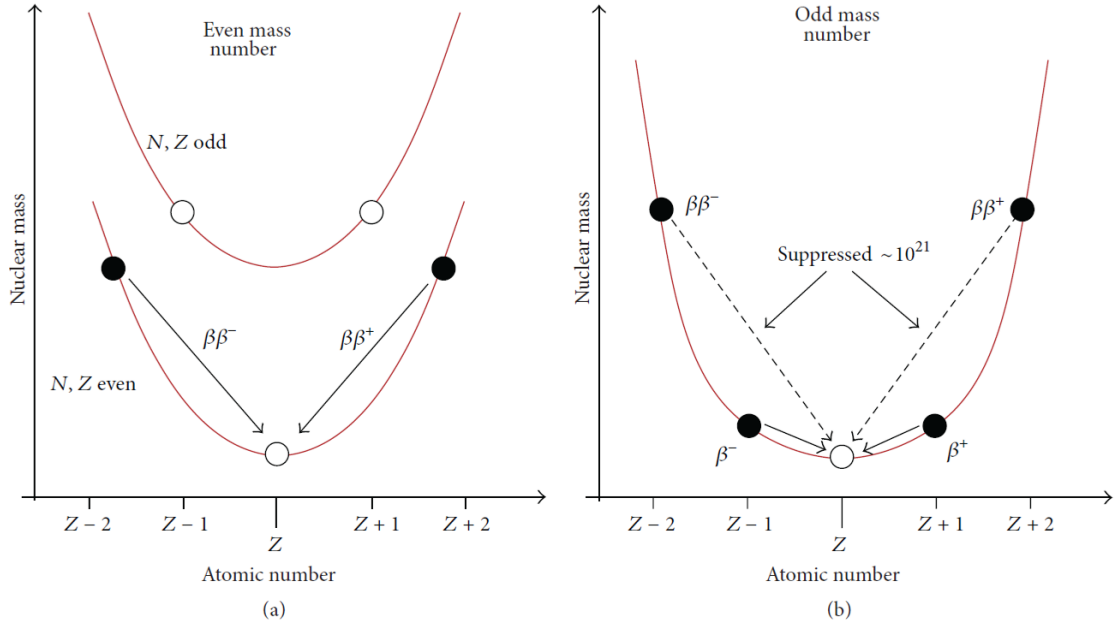 Even mass
number
N, Z odd
Nuclear mass
ββ⁻
ββ⁺
N, Z even
Z − 2
Z − 1
Z
Z + 1
Z + 2
Atomic number
(a)
Odd mass
number
ββ⁻
ββ⁺
Suppressed ∼10²¹
Nuclear mass
β⁻
β⁺
Z − 2
Z − 1
Z
Z + 1
Z + 2
Atomic number
(b)